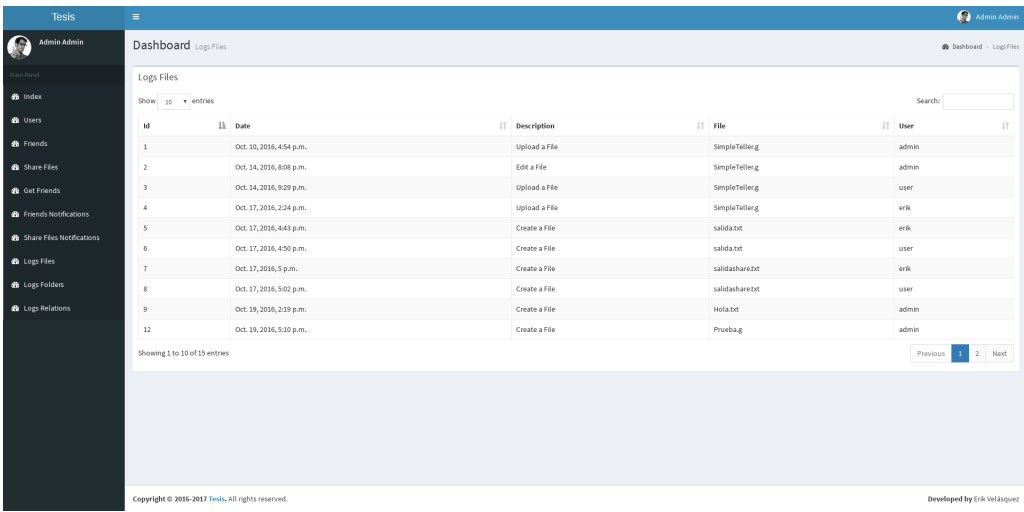 Tesis
Admin Admin
Admin Admin
Dashboard Logs Files
Dashboard > Logs Files
Main Panel
Index
Users
Friends
Share Files
Get Friends
Friends Notifications
Share Files Notifications
Logs Files
Logs Folders
Logs Relations
Logs Files
Show 10 entries
Search:
Id Date Description File User
1 Oct. 10, 2016, 4:54 p.m. Upload a File SimpleTeller.g admin
2 Oct. 14, 2016, 8:08 p.m. Edit a File SimpleTeller.g admin
3 Oct. 14, 2016, 9:29 p.m. Upload a File SimpleTeller.g user
4 Oct. 17, 2016, 2:24 p.m. Upload a File SimpleTeller.g erik
5 Oct. 17, 2016, 4:43 p.m. Create a File salida.txt erik
6 Oct. 17, 2016, 4:50 p.m. Create a File salida.txt user
7 Oct. 17, 2016, 5 p.m. Create a File salidashare.txt erik
8 Oct. 17, 2016, 5:02 p.m. Create a File salidashare.txt user
9 Oct. 19, 2016, 2:19 p.m. Create a File Hola.txt admin
12 Oct. 19, 2016, 5:10 p.m. Create a File Prueba.g admin
Showing 1 to 10 of 15 entries
Previous 1 2 Next
Copyright © 2016-2017 Tesis. All rights reserved.
Developed by Erik Velásquez